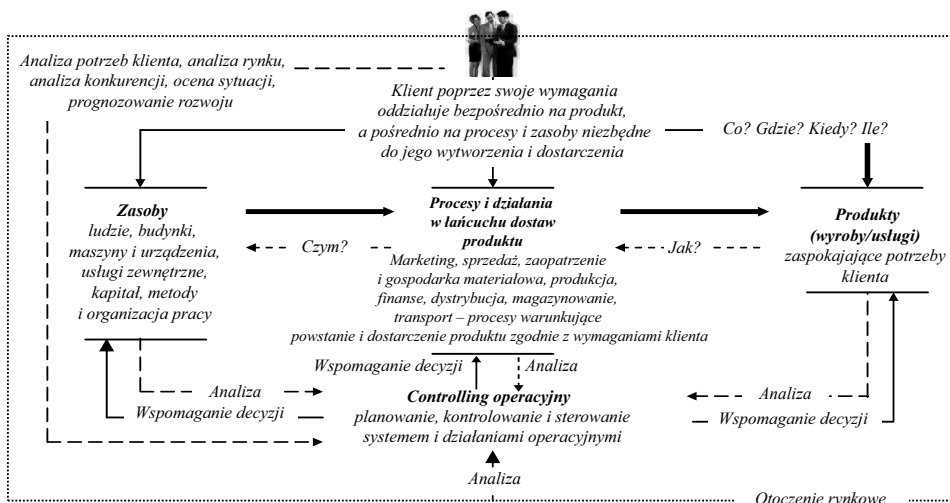 Analiza potrzeb klienta, analiza rynku,
analiza konkurencji, ocena sytuacji,
prognozowanie rozwoju
Klient poprzez swoje wymagania
oddziałuje bezpośrednio na produkt,
a pośrednio na procesy i zasoby niezbędne
do jego wytworzenia i dostarczenia
Co? Gdzie? Kiedy? Ile?
Zasoby
ludzie, budynki,
maszyny i urządzenia,
usługi zewnętrzne,
kapitał, metody
i organizacja pracy
Czym?
Procesy i działania
w łańcuchu dostaw
produktu
Marketing, sprzedaż, zaopatrzenie
i gospodarka materiałowa, produkcja,
finanse, dystrybucja, magazynowanie,
transport – procesy warunkujące
powstanie i dostarczenie produktu zgodnie z wymaganiami klienta
Jak?
Produkty
(wyroby/usługi)
zaspokajające potrzeby
klienta
Wspomaganie decyzji
Analiza
Analiza
Wspomaganie decyzji
Controlling operacyjny
planowanie, kontrolowanie i sterowanie
systemem i działaniami operacyjnymi
Analiza
Wspomaganie decyzji
Analiza
Otoczenie rynkowe